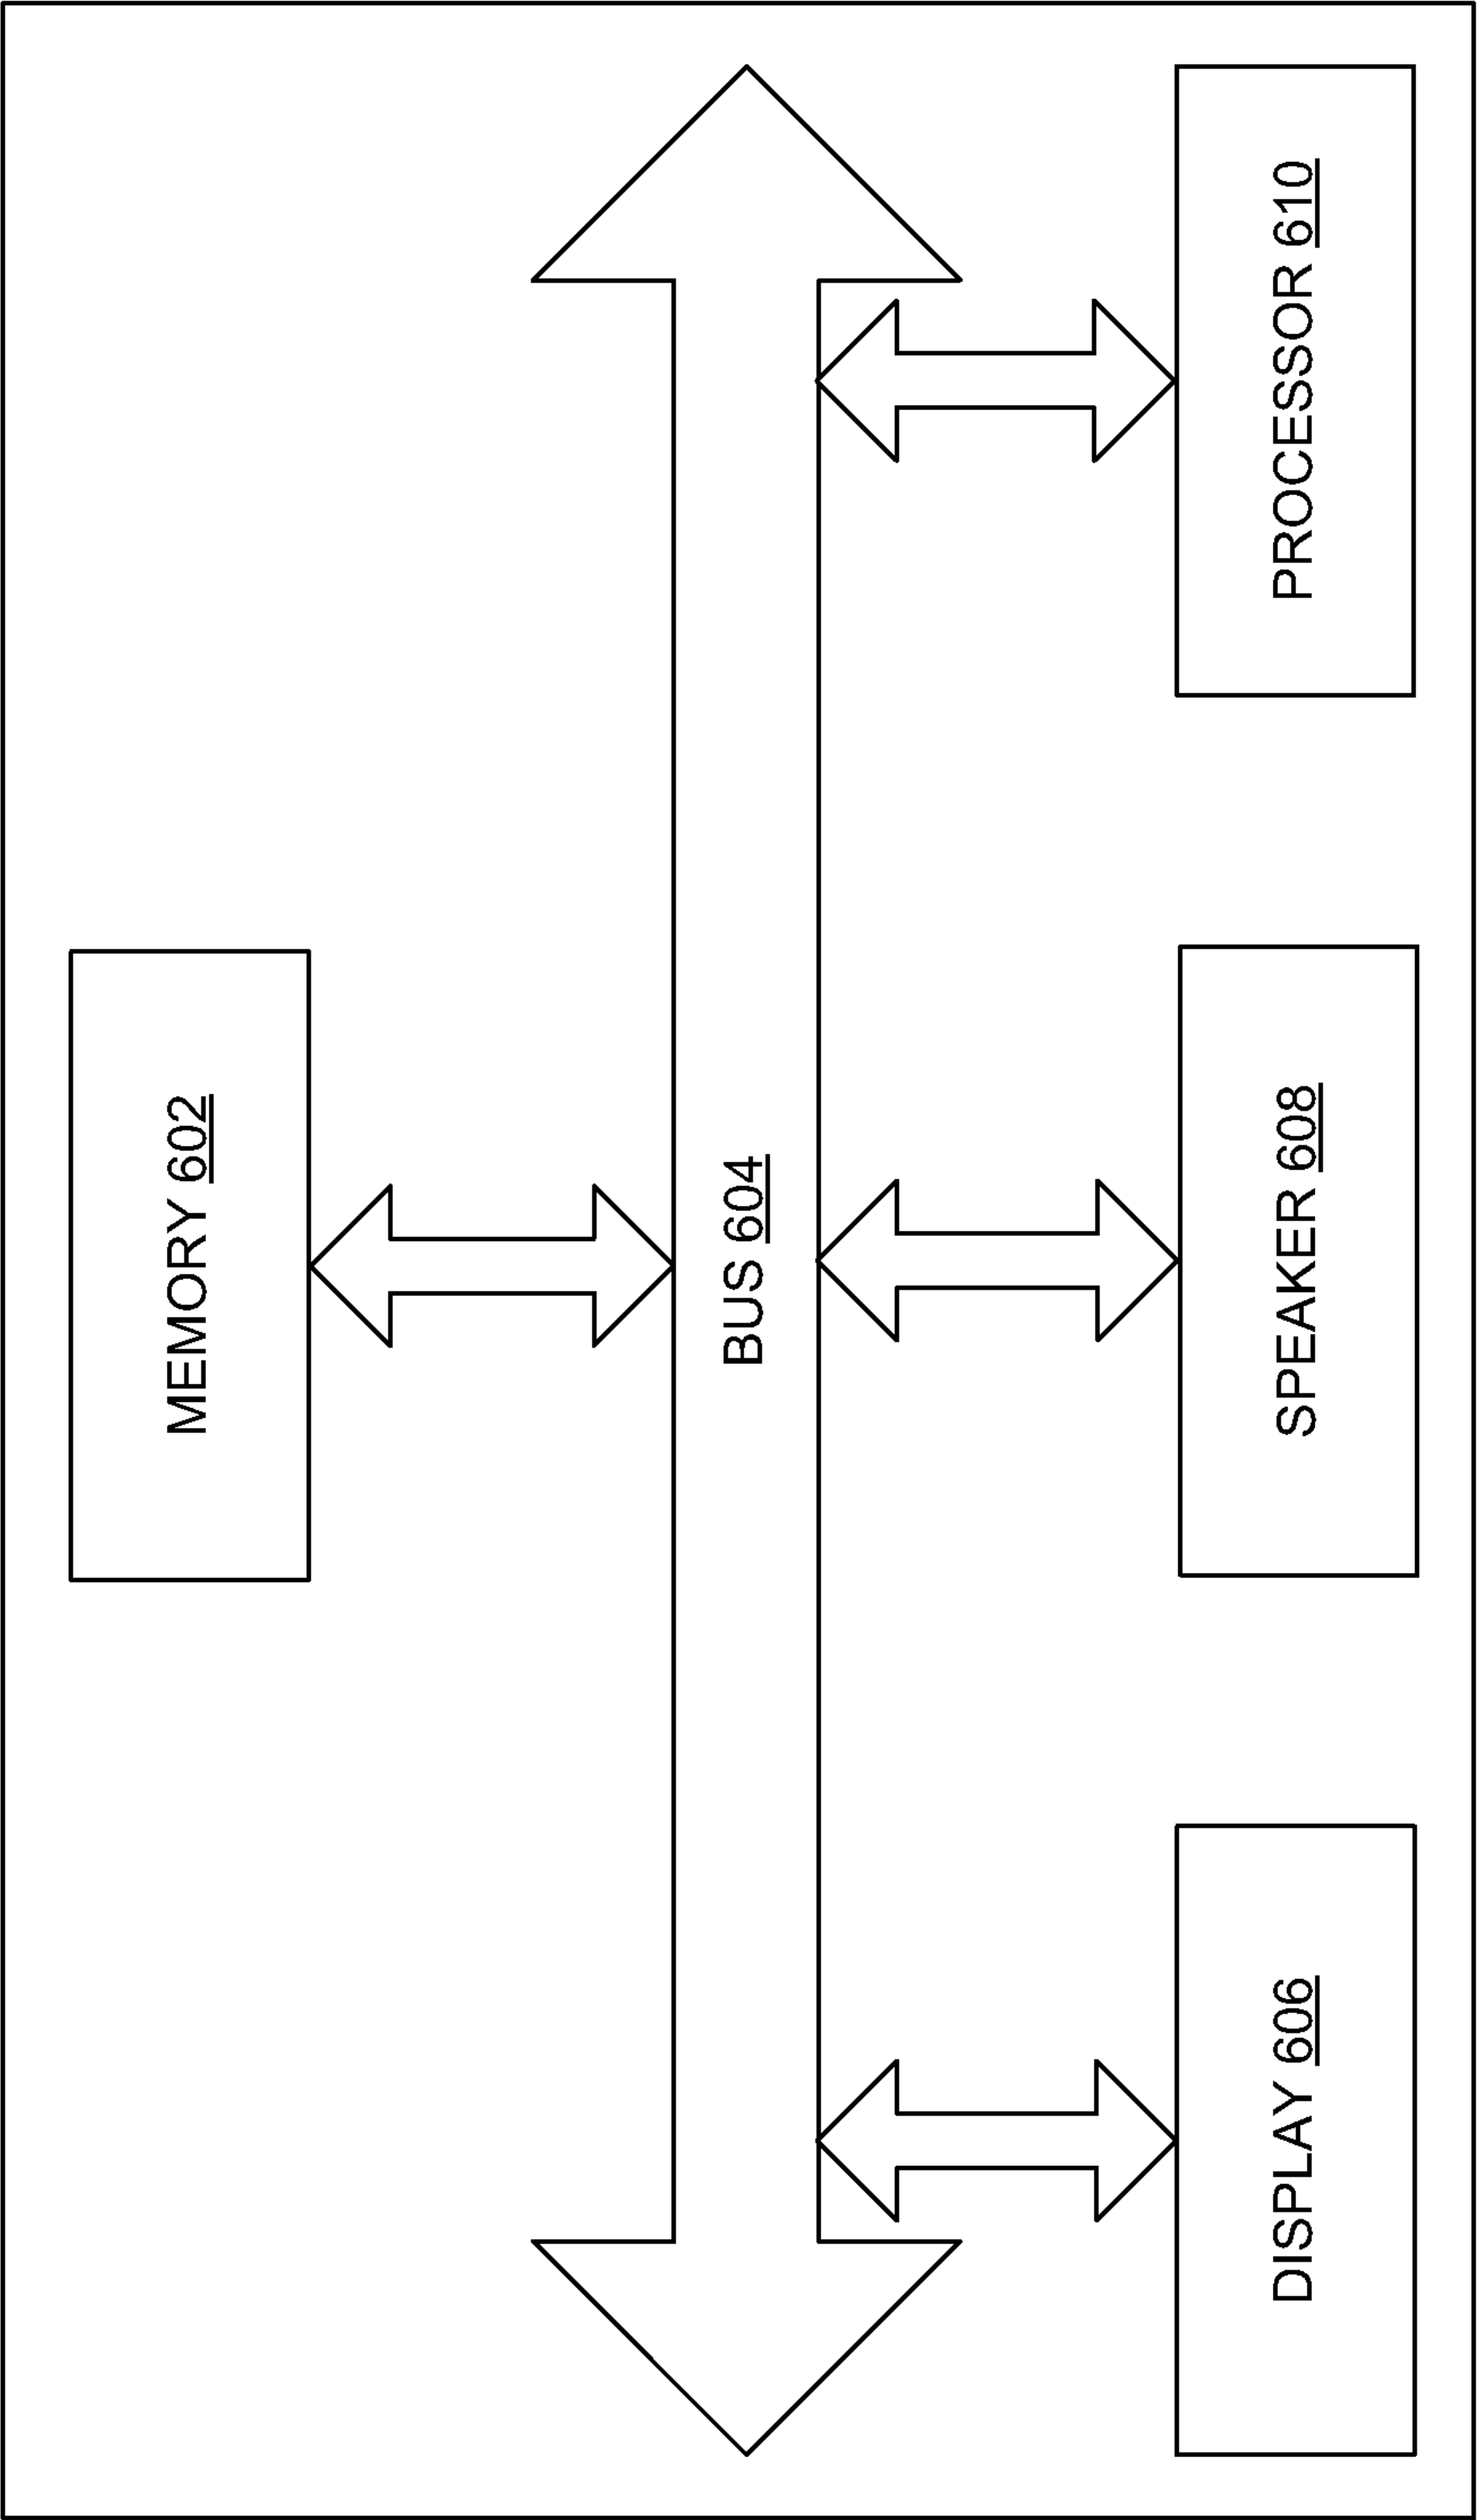 MEMORY 602
BUS 604
DISPLAY 606
SPEAKER 608
PROCESSOR 610